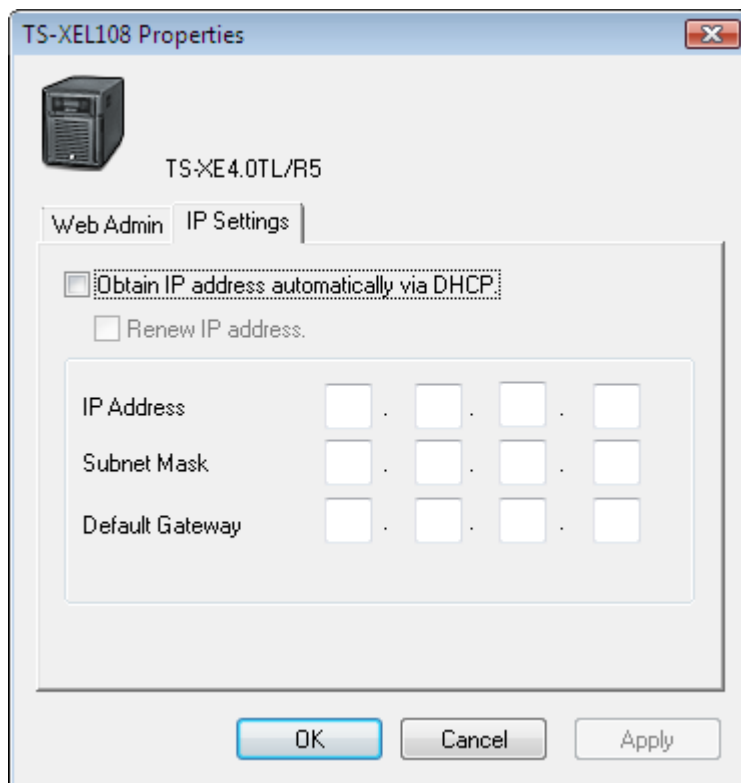 TS-XEL108 Properties
TS-XE4.0TL/R5
Web Admin IP Settings
Obtain IP address automatically via DHCP.
Renew IP address.
IP Address . . .
Subnet Mask . . .
Default Gateway . . .
OK Cancel Apply